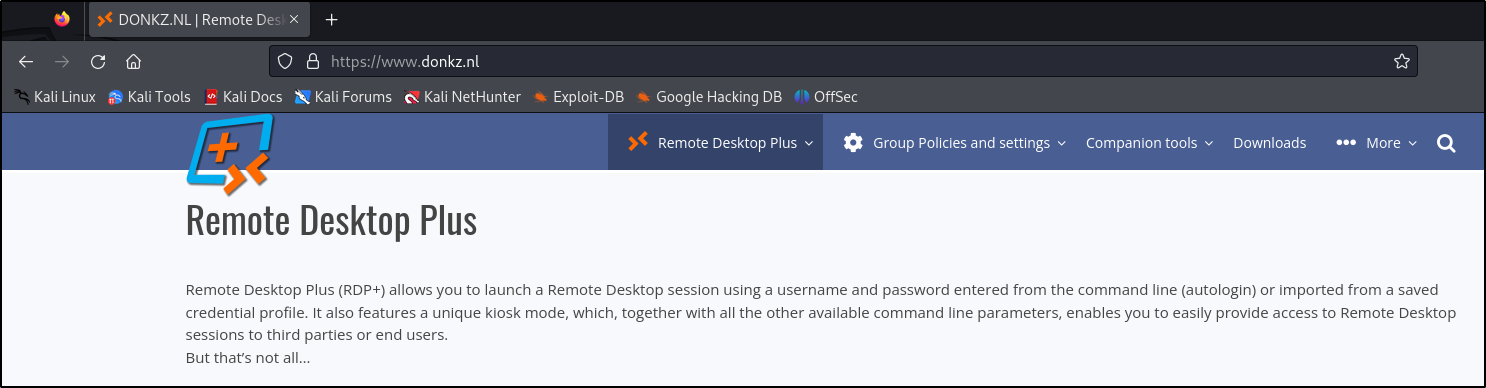 DONKZ.NL | Remote Des
https://www.donkz.nl
Kali Linux Kali Tools Kali Docs Kali Forums Kali NetHunter Exploit-DB Google Hacking DB OffSec
Remote Desktop Plus Group Policies and settings Companion tools Downloads More
Remote Desktop Plus
Remote Desktop Plus (RDP+) allows you to launch a Remote Desktop session using a username and password entered from the command line (autologin) or imported from a saved
credential profile. It also features a unique kiosk mode, which, together with all the other available command line parameters, enables you to easily provide access to Remote Desktop
sessions to third parties or end users.
But that’s not all...